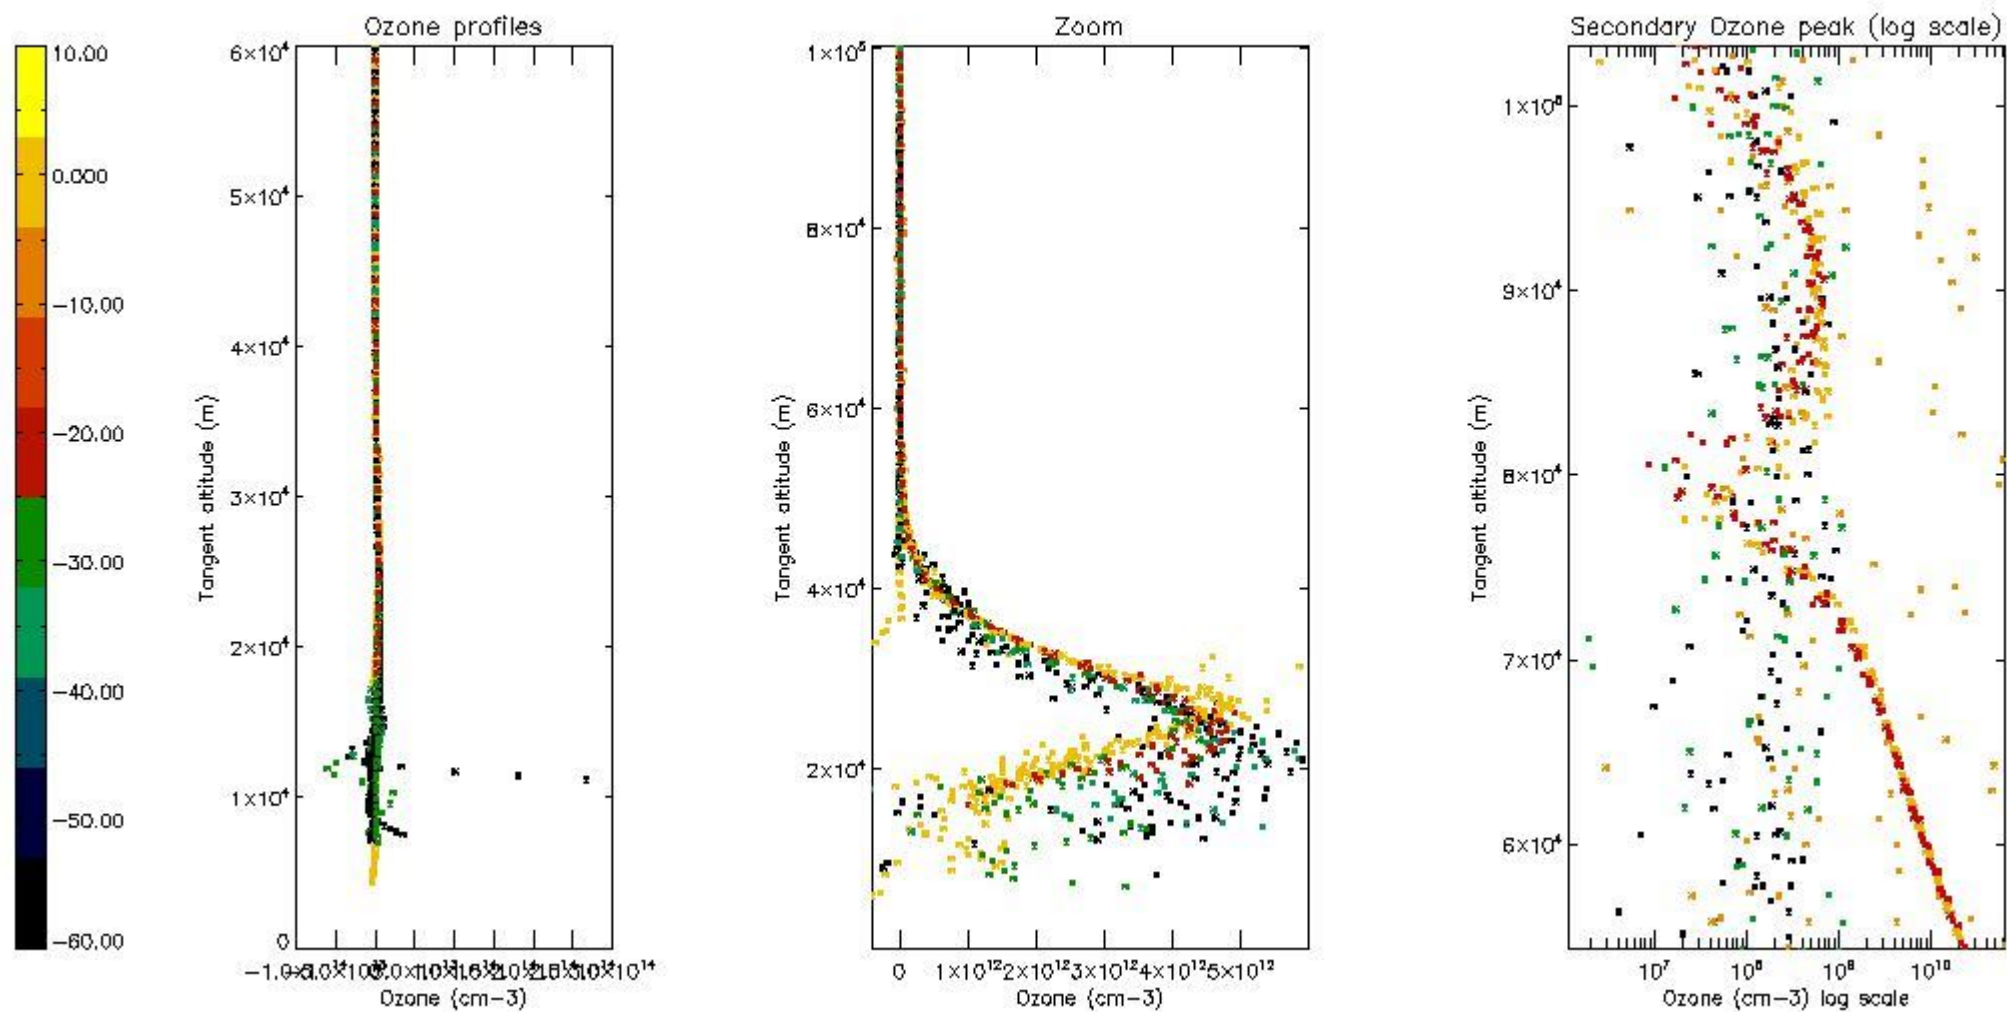 Ozone profiles
Zoom
Secondary Ozone peak (log scale)
10.00
0.000
−10.00
−20.00
−30.00
−40.00
−50.00
−60.00
6×10⁴
5×10⁴
4×10⁴
3×10⁴
2×10⁴
1×10⁴
0
Tangent altitude (m)
Ozone (cm−3)
1×10⁵
8×10⁴
6×10⁴
4×10⁴
2×10⁴
Tangent altitude (m)
0 1×10¹² 2×10¹² 3×10¹² 4×10¹² 5×10¹²
Ozone (cm−3)
9×10⁴
8×10⁴
7×10⁴
6×10⁴
Tangent altitude (m)
10⁷ 10⁸ 10⁹ 10¹⁰
Ozone (cm−3) log scale